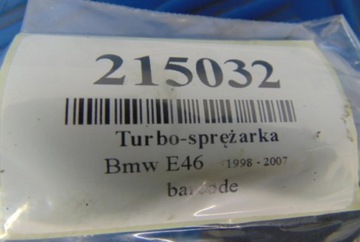 215032
Turbo-sprężarka
Bmw E46 1998 - 2007
barcode